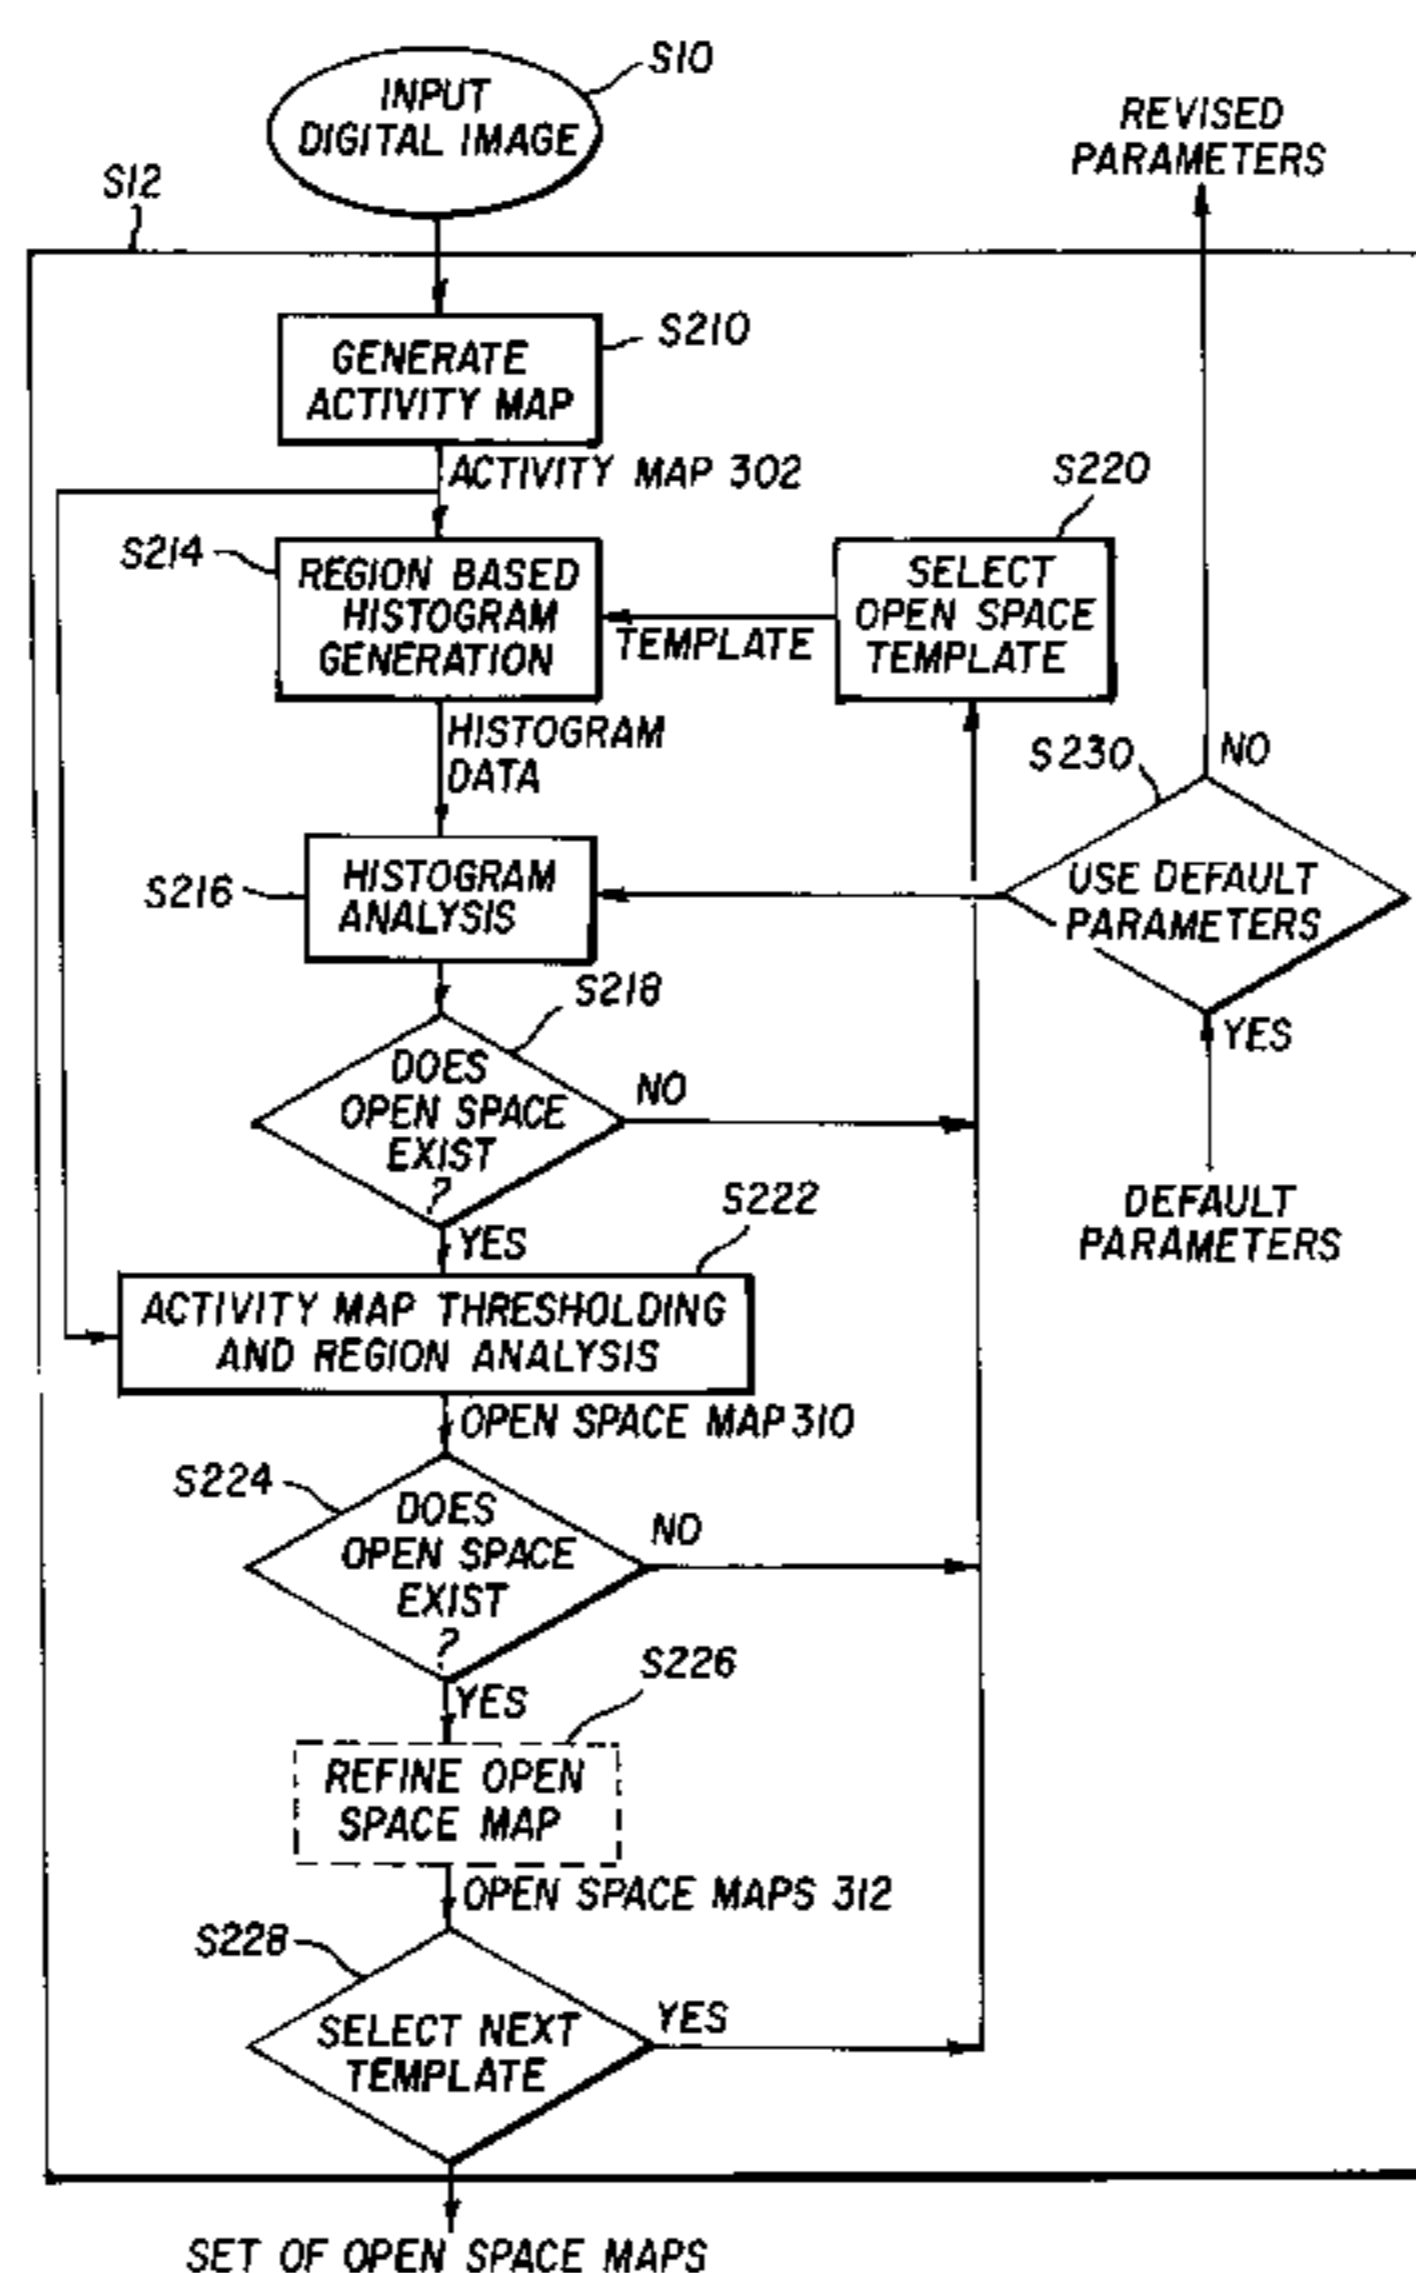 S10
INPUT
DIGITAL IMAGE
REVISED
PARAMETERS
S12
GENERATE
ACTIVITY MAP
S210
ACTIVITY MAP 302
S220
S214
REGION BASED
HISTOGRAM
GENERATION
TEMPLATE
SELECT
OPEN SPACE
TEMPLATE
HISTOGRAM
DATA
S230
NO
S216
HISTOGRAM
ANALYSIS
USE DEFAULT
PARAMETERS
S218
YES
DOES
OPEN SPACE
EXIST
?
NO
DEFAULT
PARAMETERS
S222
YES
ACTIVITY MAP THRESHOLDING
AND REGION ANALYSIS
OPEN SPACE MAP 310
S224
DOES
OPEN SPACE
EXIST
?
NO
S226
YES
REFINE OPEN
SPACE MAP
OPEN SPACE MAPS 312
S228
SELECT NEXT
TEMPLATE
YES
SET OF OPEN SPACE MAPS